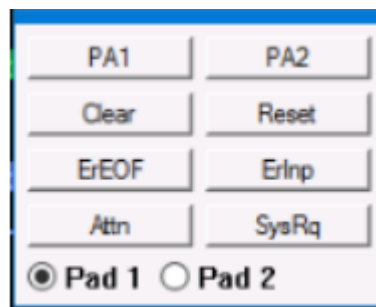 PA1 PA2
Clear Reset
ErEOF ErInp
Attn SysRq
Pad 1 Pad 2